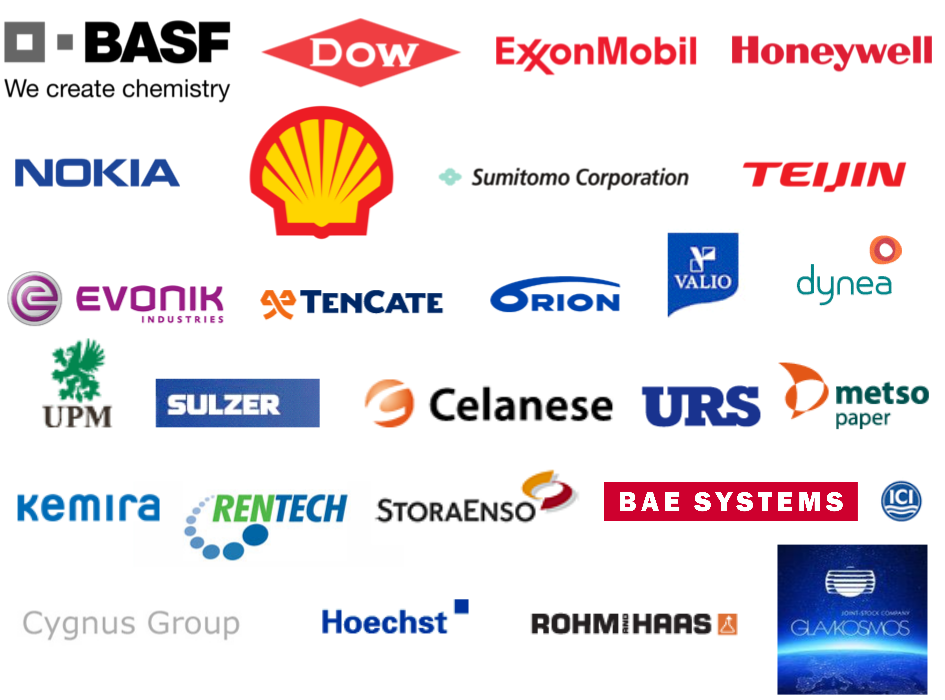 BASF
We create chemistry
Dow
ExxonMobil
Honeywell
NOKIA
Sumitomo Corporation
TEIJIN
EVONIK
INDUSTRIES
TENCATE
ORION
VALIO
dynea
UPM
SULZER
Celanese
URS
metso
paper
Kemira
RENTECH
STORAENSO
BAE SYSTEMS
ICI
Cygnus Group
Hoechst
ROHM AND HAAS
JOINT-STOCK COMPANY
GLAVKOSMOS